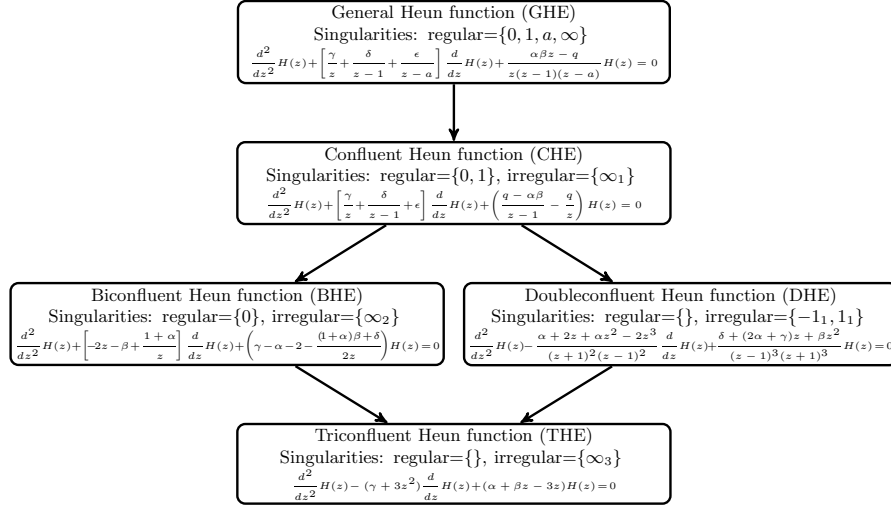 General Heun function (GHE)
Singularities: regular={0, 1, a, ∞}
d²/dz² H(z)+[γ/z + δ/(z − 1) + ϵ/(z − a)] d/dz H(z)+ (αβz − q)/(z(z − 1)(z − a)) H(z) = 0
Confluent Heun function (CHE)
Singularities: regular={0, 1}, irregular={∞₁}
d²/dz² H(z)+[γ/z + δ/(z − 1) +ϵ] d/dz H(z)+((q − αβ)/(z − 1) − q/z) H(z) = 0
Biconfluent Heun function (BHE)
Singularities: regular={0}, irregular={∞₂}
d²/dz² H(z)+[−2z−β+ (1 + α)/z] d/dz H(z)+(γ−α−2− ((1+α)β+δ)/2z)H(z)=0
Doubleconfluent Heun function (DHE)
Singularities: regular={}, irregular={-1₁, 1₁}
d²/dz² H(z)− (α + 2z + αz² − 2z³)/((z + 1)²(z − 1)²) d/dz H(z)+ (δ + (2α + γ)z + βz²)/((z − 1)³(z + 1)³) H(z)=0
Triconfluent Heun function (THE)
Singularities: regular={}, irregular={∞₃}
d²/dz² H(z)− (γ + 3z²) d/dz H(z)+(α + βz − 3z)H(z)=0